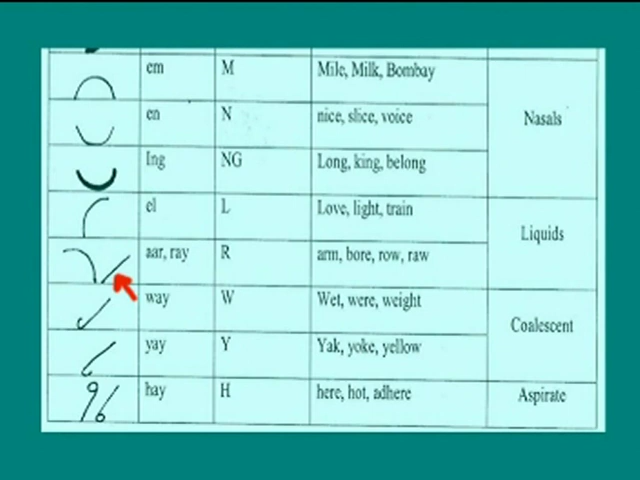 em M Mile, Milk, Bombay
en N nice, slice, voice
Nasals
Ing NG Long, king, belong
el L Love, light, train
Liquids
aar, ray R arm, bore, row, raw
way W Wet, were, weight
Coalescent
yay Y Yak, yoke, yellow
hay H here, hot, adhere Aspirate